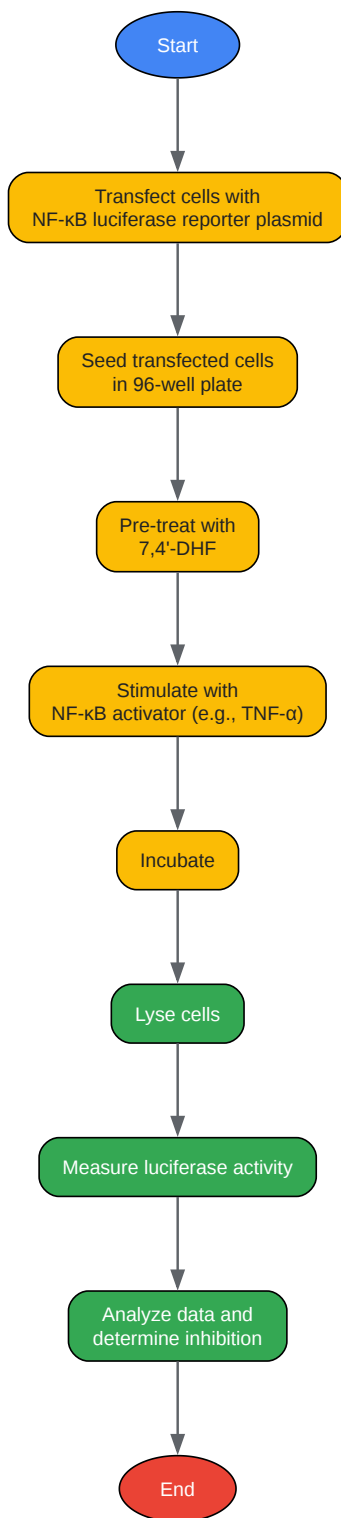 Start
Transfect cells with
NF-κB luciferase reporter plasmid
Seed transfected cells
in 96-well plate
Pre-treat with
7,4'-DHF
Stimulate with
NF-κB activator (e.g., TNF-α)
Incubate
Lyse cells
Measure luciferase activity
Analyze data and
determine inhibition
End